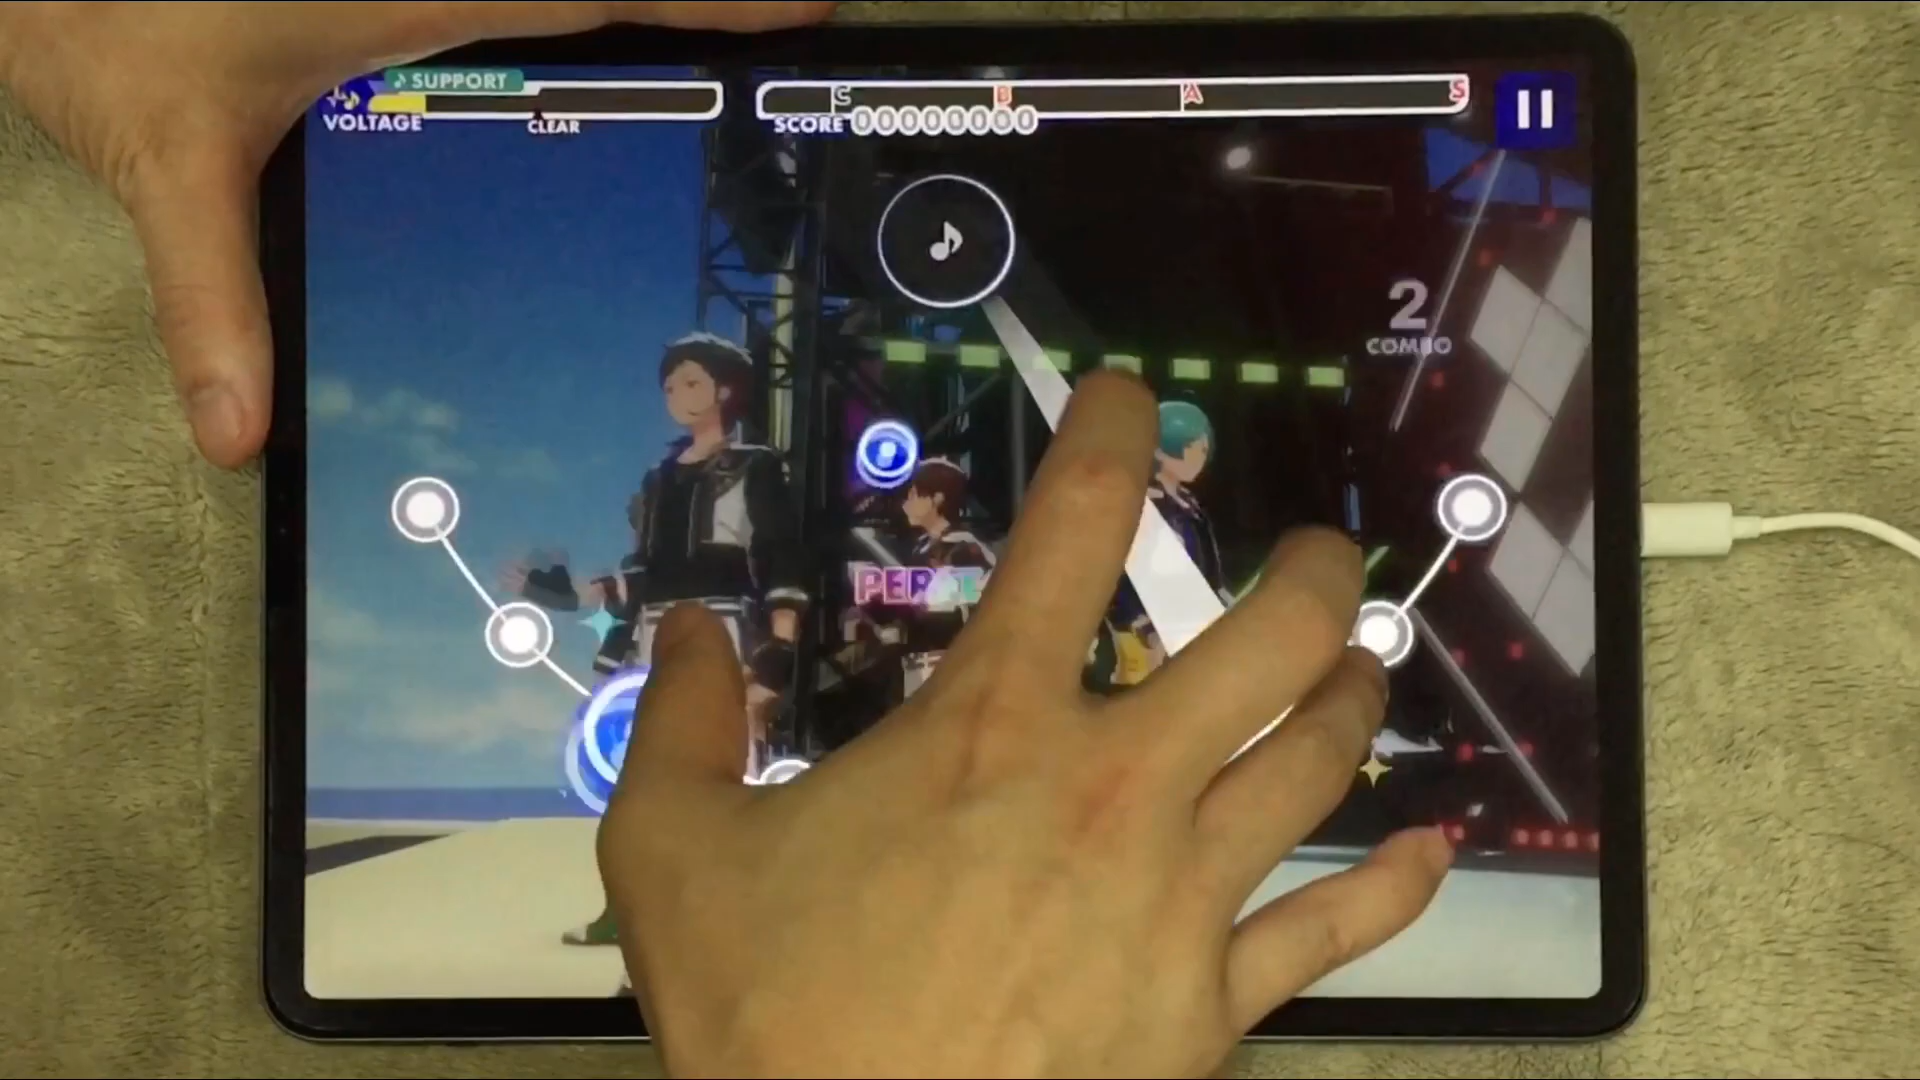 SUPPORT
VOLTAGE
CLEAR
C
B
A
S
SCORE 00000000
2
COMBO